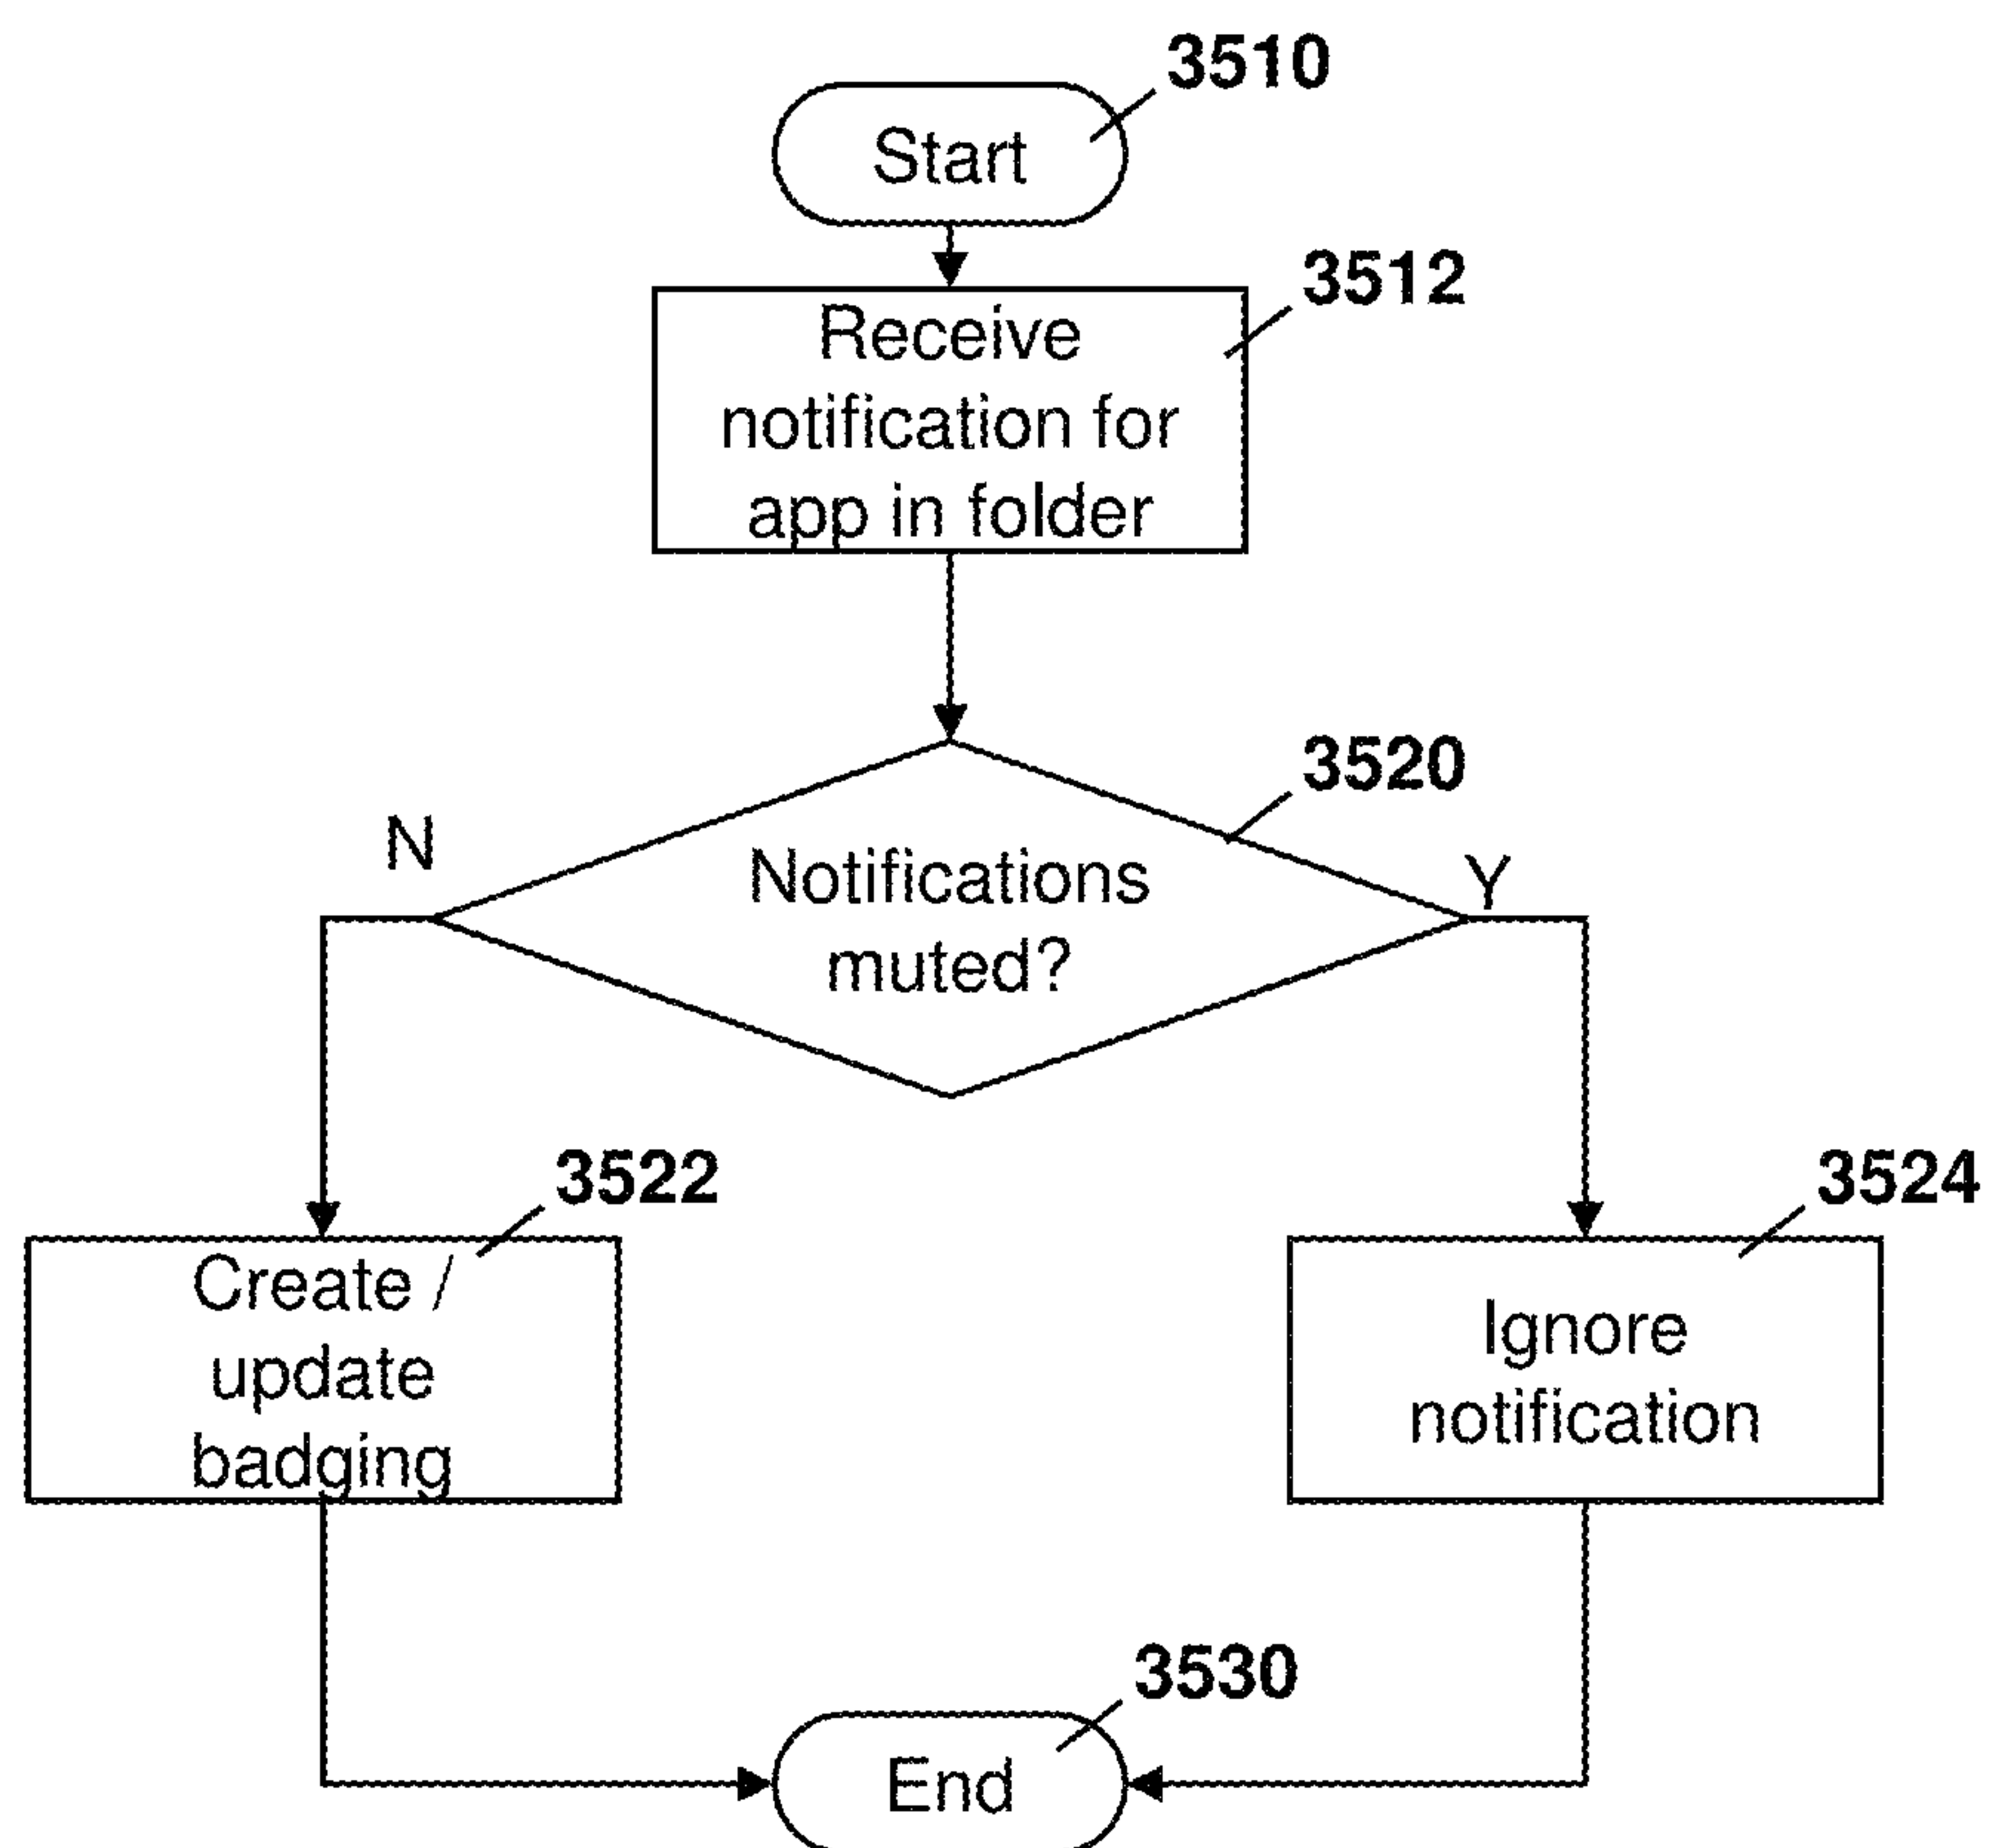 3510
Start
3512
Receive
notification for
app in folder
3520
N
Notifications
muted?
Y
3522
Create /
update
badging
3524
Ignore
notification
3530
End